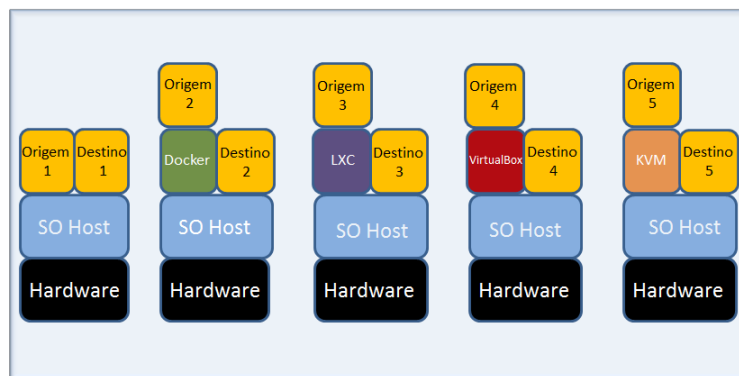 Origem
1
Destino
1
SO Host
Hardware
Origem
2
Docker
Destino
2
SO Host
Hardware
Origem
3
LXC
Destino
3
SO Host
Hardware
Origem
4
VirtualBox
Destino
4
SO Host
Hardware
Origem
5
KVM
Destino
5
SO Host
Hardware